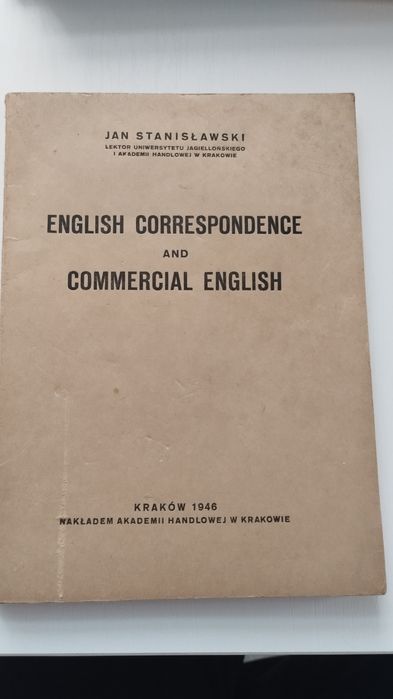 JAN STANISŁAWSKI
LEKTOR UNIWERSYTETU JAGIELLOŃSKIEGO
I AKADEMII HANDLOWEJ W KRAKOWIE
ENGLISH CORRESPONDENCE
AND
COMMERCIAL ENGLISH
KRAKÓW 1946
NAKŁADEM AKADEMII HANDLOWEJ W KRAKOWIE